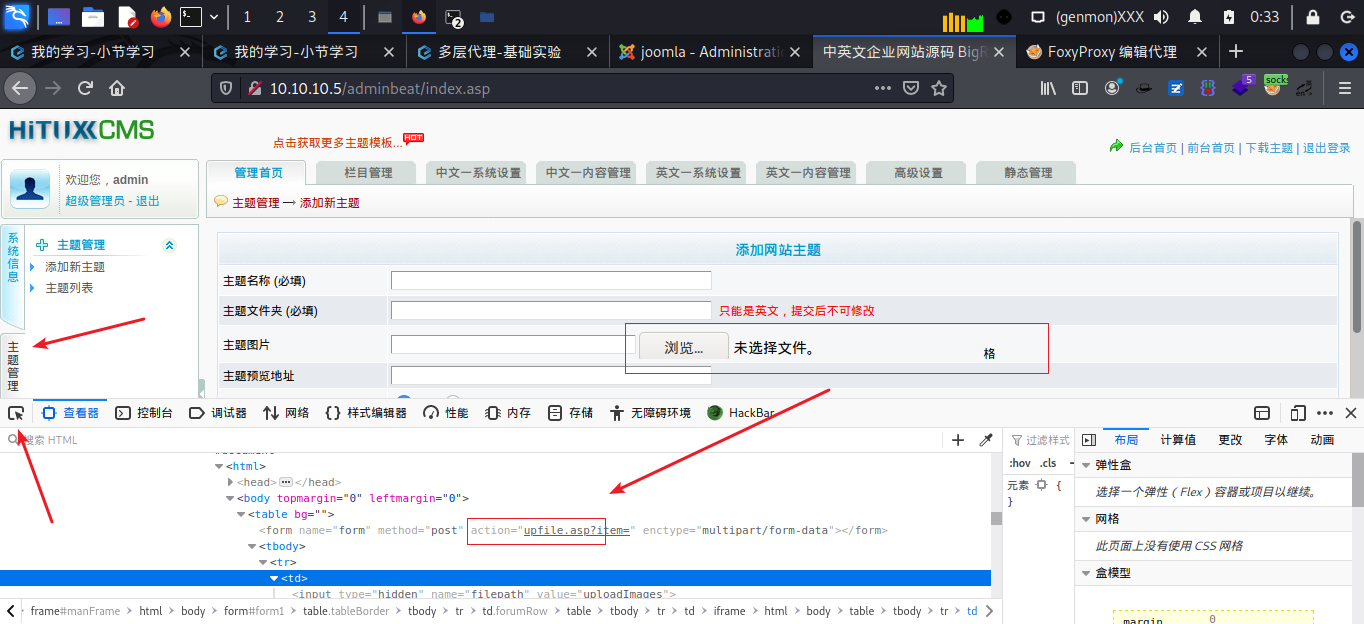 1 2 3 4 2 (genmon)XXX 0:33
我的学习-小节学习 我的学习-小节学习 多层代理-基础实验 joomla - Administrati 中英文企业网站源码 BigR FoxyProxy 编辑代理
10.10.10.5/adminbeat/index.asp 5 socks en
HiTUXCMS
点击获取更多主题模板... HOT
后台首页 | 前台首页 | 下载主题 | 退出登录
欢迎您，admin
超级管理员 - 退出
管理首页 栏目管理 中文一系统设置 中文一内容管理 英文一系统设置 英文一内容管理 高级设置 静态管理
主题管理 → 添加新主题
系统信息
主题管理
主题管理
添加新主题
主题列表
添加网站主题
主题名称 (必填)
主题文件夹 (必填) 只能是英文，提交后不可修改
主题图片 浏览... 未选择文件。 格
主题预览地址
查看器 控制台 调试器 网络 样式编辑器 性能 内存 存储 无障碍环境 HackBar
搜索 HTML
过滤样式
:hov .cls
元素 {
}
布局 计算值 更改 字体 动画
弹性盒
选择一个弹性（Flex）容器或项目以继续。
网格
此页面上没有使用 CSS 网格
盒模型
margin 0
<html>
<head> ••• </head>
<body topmargin="0" leftmargin="0">
<table bg="">
<form name="form" method="post" action="upfile.asp?item=" enctype="multipart/form-data"></form>
<tbody>
<tr>
<td>
<input type="hidden" name="filepath" value="uploadImages">
frame#manFrame > html > body > form#form1 > table.tableBorder > tbody > tr > td.forumRow > table > tbody > tr > td > iframe > html > body > table > tbody > tr > td